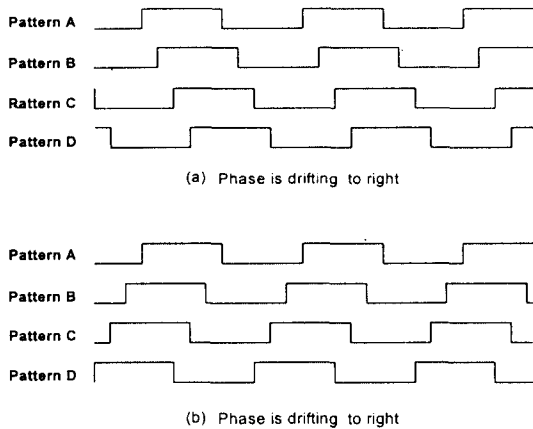 Pattern A
Pattern B
Rattern C
Pattern D
(a) Phase is drifting to right
Pattern A
Pattern B
Pattern C
Pattern D
(b) Phase is drifting to right